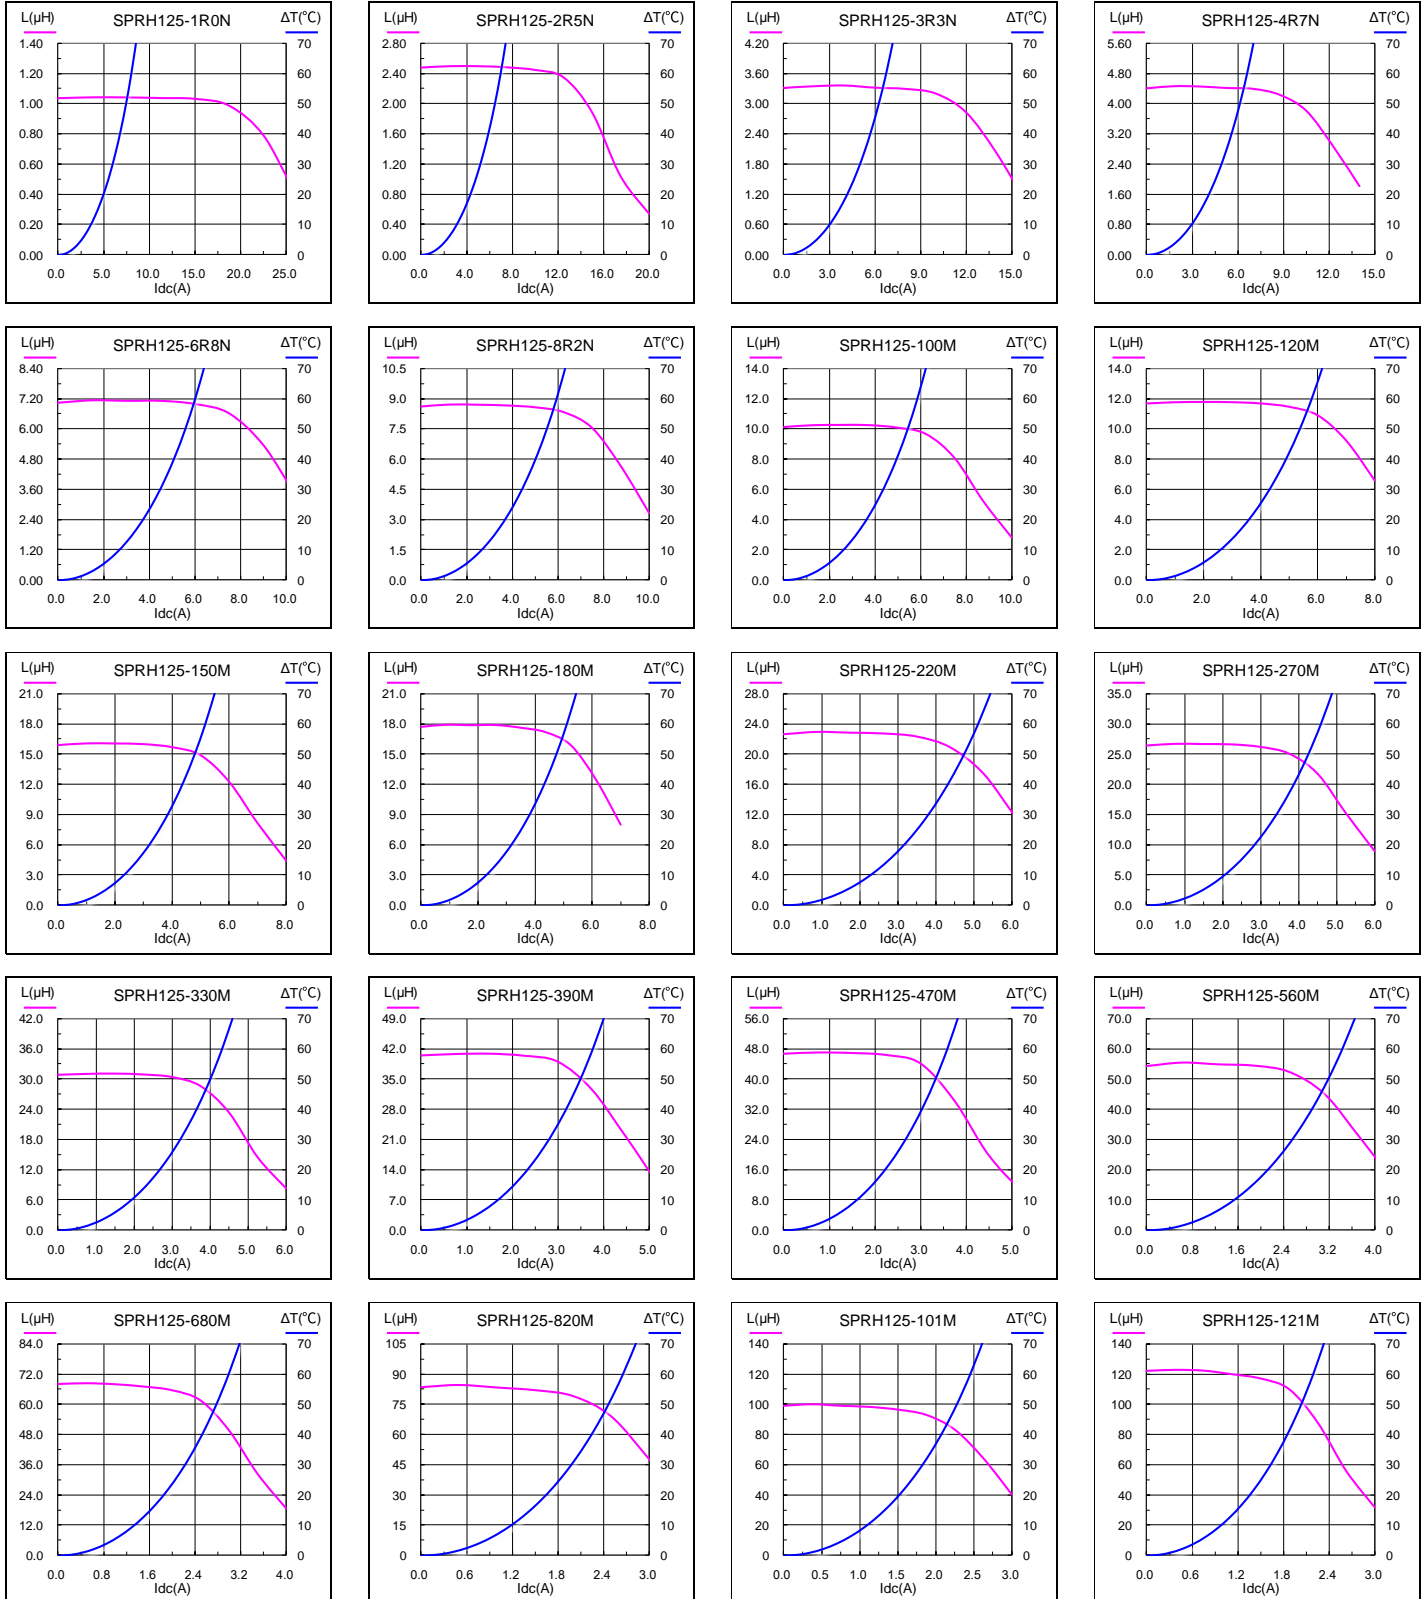 L(μH) SPRH125-1R0N ΔT(℃)
1.40 70
1.20 60
1.00 50
0.80 40
0.60 30
0.40 20
0.20 10
0.00 0
0.0 5.0 10.0 15.0 20.0 25.0
Idc(A)
L(μH) SPRH125-2R5N ΔT(℃)
2.80 70
2.40 60
2.00 50
1.60 40
1.20 30
0.80 20
0.40 10
0.00 0
0.0 4.0 8.0 12.0 16.0 20.0
Idc(A)
L(μH) SPRH125-3R3N ΔT(℃)
4.20 70
3.60 60
3.00 50
2.40 40
1.80 30
1.20 20
0.60 10
0.00 0
0.0 3.0 6.0 9.0 12.0 15.0
Idc(A)
L(μH) SPRH125-4R7N ΔT(℃)
5.60 70
4.80 60
4.00 50
3.20 40
2.40 30
1.60 20
0.80 10
0.00 0
0.0 3.0 6.0 9.0 12.0 15.0
Idc(A)
L(μH) SPRH125-6R8N ΔT(℃)
8.40 70
7.20 60
6.00 50
4.80 40
3.60 30
2.40 20
1.20 10
0.00 0
0.0 2.0 4.0 6.0 8.0 10.0
Idc(A)
L(μH) SPRH125-8R2N ΔT(℃)
10.5 70
9.0 60
7.5 50
6.0 40
4.5 30
3.0 20
1.5 10
0.0 0
0.0 2.0 4.0 6.0 8.0 10.0
Idc(A)
L(μH) SPRH125-100M ΔT(℃)
14.0 70
12.0 60
10.0 50
8.0 40
6.0 30
4.0 20
2.0 10
0.0 0
0.0 2.0 4.0 6.0 8.0 10.0
Idc(A)
L(μH) SPRH125-120M ΔT(℃)
14.0 70
12.0 60
10.0 50
8.0 40
6.0 30
4.0 20
2.0 10
0.0 0
0.0 2.0 4.0 6.0 8.0
Idc(A)
L(μH) SPRH125-150M ΔT(℃)
21.0 70
18.0 60
15.0 50
12.0 40
9.0 30
6.0 20
3.0 10
0.0 0
0.0 2.0 4.0 6.0 8.0
Idc(A)
L(μH) SPRH125-180M ΔT(℃)
21.0 70
18.0 60
15.0 50
12.0 40
9.0 30
6.0 20
3.0 10
0.0 0
0.0 2.0 4.0 6.0 8.0
Idc(A)
L(μH) SPRH125-220M ΔT(℃)
28.0 70
24.0 60
20.0 50
16.0 40
12.0 30
8.0 20
4.0 10
0.0 0
0.0 1.0 2.0 3.0 4.0 5.0 6.0
Idc(A)
L(μH) SPRH125-270M ΔT(℃)
35.0 70
30.0 60
25.0 50
20.0 40
15.0 30
10.0 20
5.0 10
0.0 0
0.0 1.0 2.0 3.0 4.0 5.0 6.0
Idc(A)
L(μH) SPRH125-330M ΔT(℃)
42.0 70
36.0 60
30.0 50
24.0 40
18.0 30
12.0 20
6.0 10
0.0 0
0.0 1.0 2.0 3.0 4.0 5.0 6.0
Idc(A)
L(μH) SPRH125-390M ΔT(℃)
49.0 70
42.0 60
35.0 50
28.0 40
21.0 30
14.0 20
7.0 10
0.0 0
0.0 1.0 2.0 3.0 4.0 5.0
Idc(A)
L(μH) SPRH125-470M ΔT(℃)
56.0 70
48.0 60
40.0 50
32.0 40
24.0 30
16.0 20
8.0 10
0.0 0
0.0 1.0 2.0 3.0 4.0 5.0
Idc(A)
L(μH) SPRH125-560M ΔT(℃)
70.0 70
60.0 60
50.0 50
40.0 40
30.0 30
20.0 20
10.0 10
0.0 0
0.0 0.8 1.6 2.4 3.2 4.0
Idc(A)
L(μH) SPRH125-680M ΔT(℃)
84.0 70
72.0 60
60.0 50
48.0 40
36.0 30
24.0 20
12.0 10
0.0 0
0.0 0.8 1.6 2.4 3.2 4.0
Idc(A)
L(μH) SPRH125-820M ΔT(℃)
105 70
90 60
75 50
60 40
45 30
30 20
15 10
0 0
0.0 0.6 1.2 1.8 2.4 3.0
Idc(A)
L(μH) SPRH125-101M ΔT(℃)
140 70
120 60
100 50
80 40
60 30
40 20
20 10
0 0
0.0 0.5 1.0 1.5 2.0 2.5 3.0
Idc(A)
L(μH) SPRH125-121M ΔT(℃)
140 70
120 60
100 50
80 40
60 30
40 20
20 10
0 0
0.0 0.6 1.2 1.8 2.4 3.0
Idc(A)